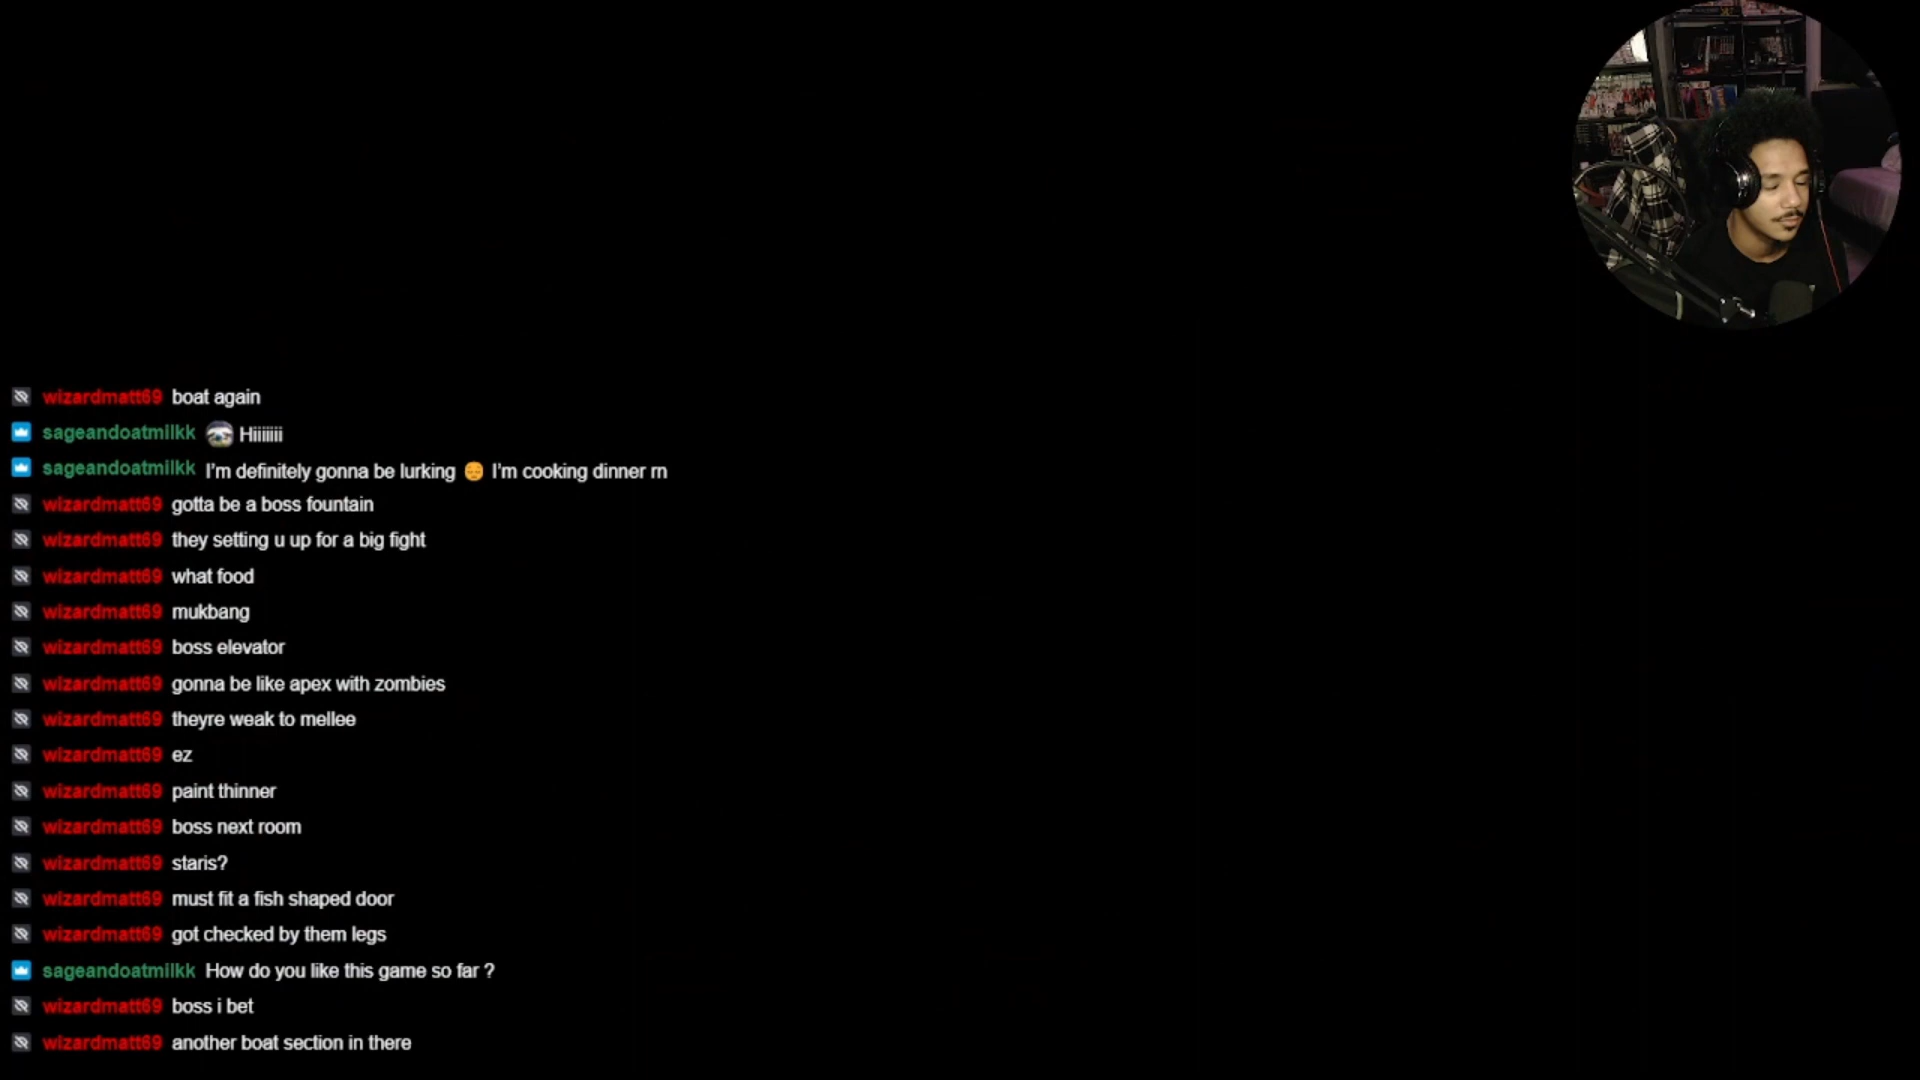 wizardmatt69 boat again
sageandoatmilkk Hiiiiiii
sageandoatmilkk I'm definitely gonna be lurking 😔 I'm cooking dinner rn
wizardmatt69 gotta be a boss fountain
wizardmatt69 they setting u up for a big fight
wizardmatt69 what food
wizardmatt69 mukbang
wizardmatt69 boss elevator
wizardmatt69 gonna be like apex with zombies
wizardmatt69 theyre weak to mellee
wizardmatt69 ez
wizardmatt69 paint thinner
wizardmatt69 boss next room
wizardmatt69 staris?
wizardmatt69 must fit a fish shaped door
wizardmatt69 got checked by them legs
sageandoatmilkk How do you like this game so far ?
wizardmatt69 boss i bet
wizardmatt69 another boat section in there